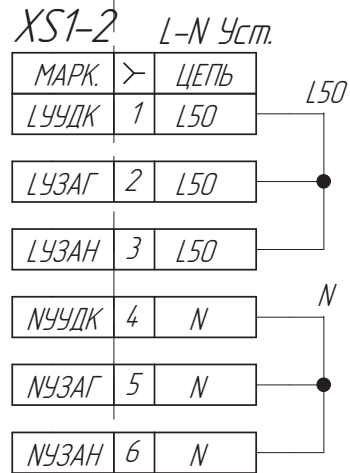 XS1-2 L-N Уст.
МАРК. ЦЕПЬ
LУУДК 1 L50
L50
LУЗАГ 2 L50
LУЗАН 3 L50
N
NУУДК 4 N
NУЗАГ 5 N
NУЗАН 6 N